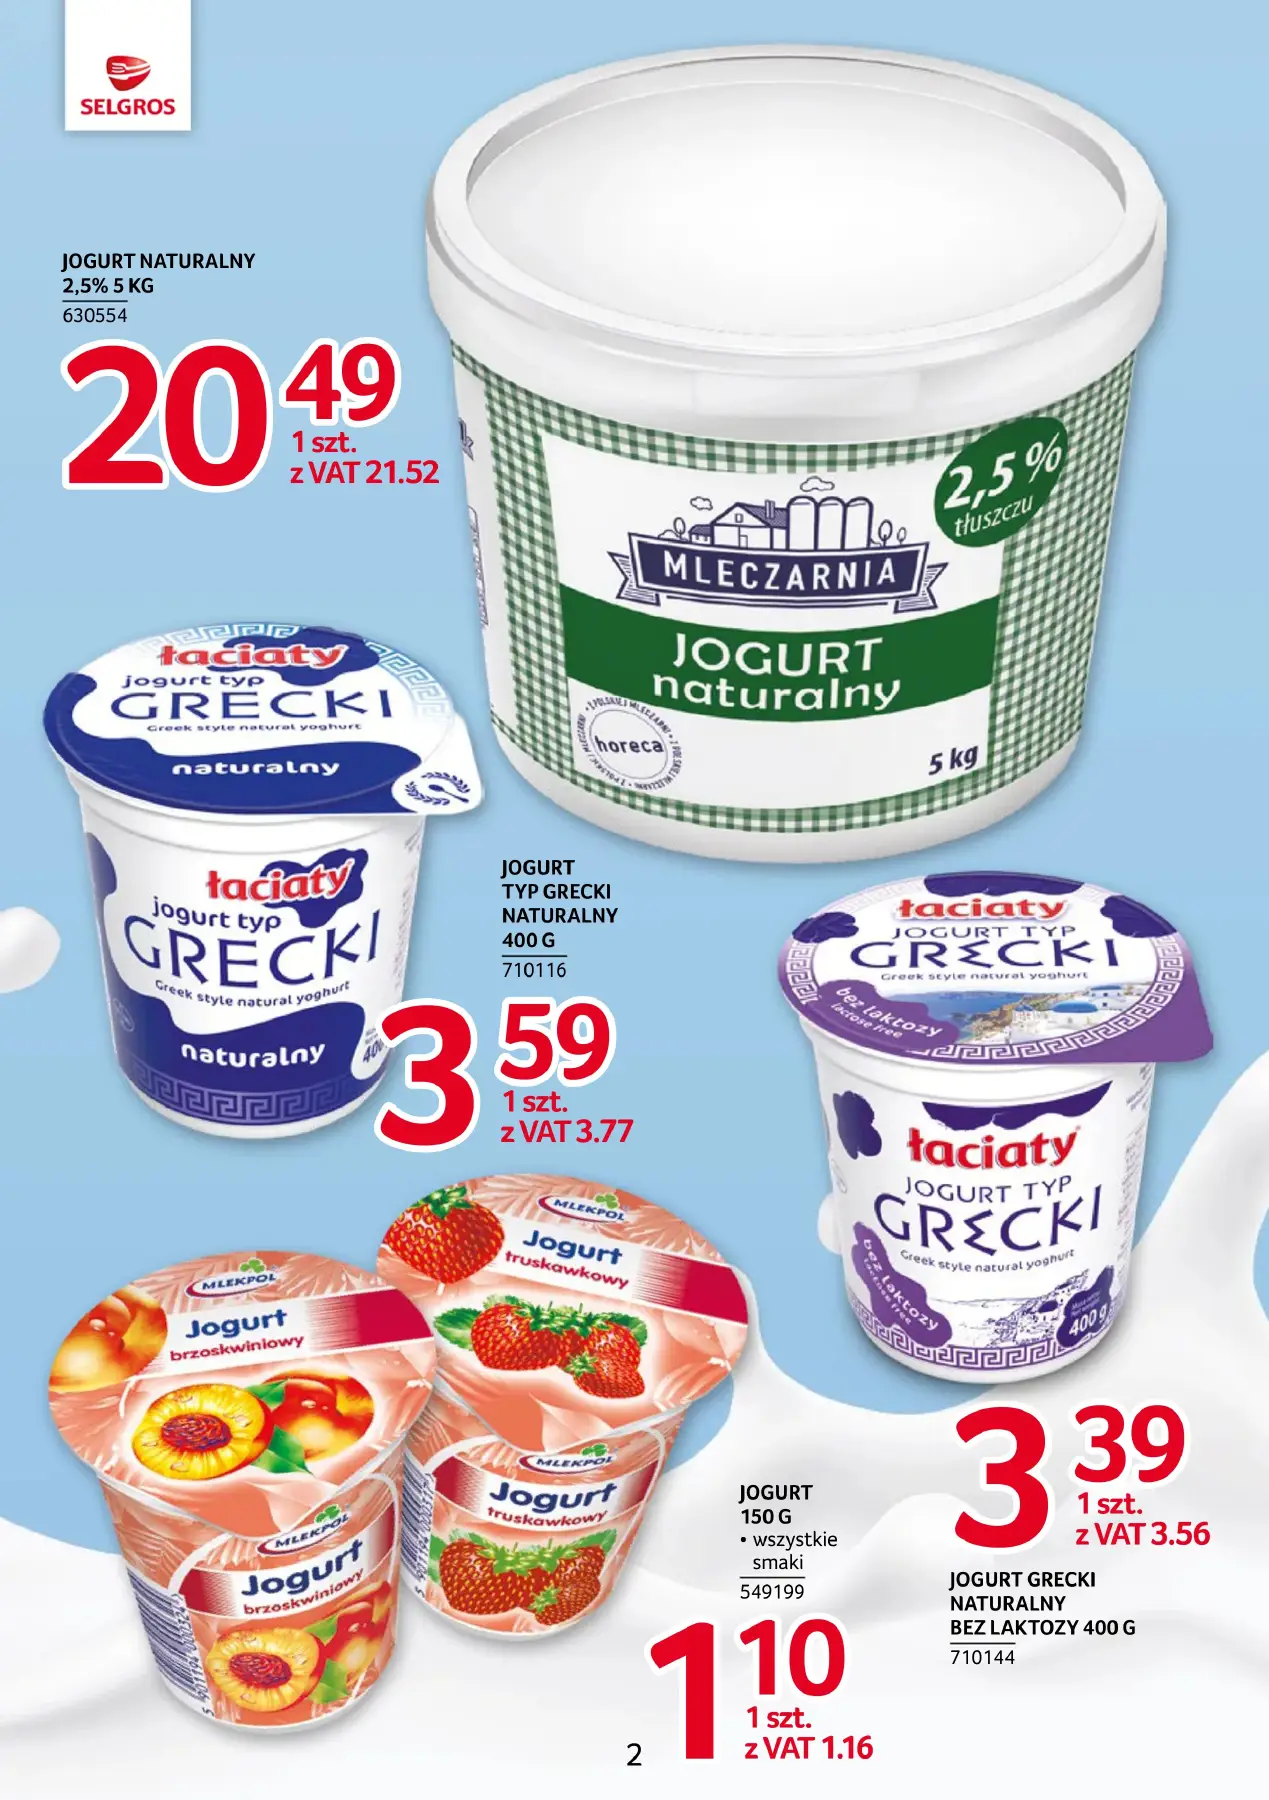 SELGROS
JOGURT NATURALNY
2,5% 5 KG
630554
20 49
1 szt.
z VAT 21.52
2,5%
tłuszczu
MLECZARNIA
JOGURT
naturalny
horeca
5 kg
łaciaty
jogurt typ
GRECKI
Greek style natural yoghurt
naturalny
łaciaty
jogurt typ
GRECKI
Greek style natural yoghurt
naturalny
JOGURT
TYP GRECKI
NATURALNY
400 G
710116
3 59
1 szt.
z VAT 3.77
łaciaty
JOGURT TYP
GRECKI
Greek style natural yoghurt
bez laktozy
lactose free
łaciaty
JOGURT TYP
GRECKI
Greek style natural yoghurt
bez laktozy
lactose free
400 g
3 39
1 szt.
z VAT 3.56
JOGURT GRECKI
NATURALNY
BEZ LAKTOZY 400 G
710144
MLEKPOL
Jogurt
truskawkowy
MLEKPOL
Jogurt
truskawkowy
MLEKPOL
Jogurt
brzoskwiniowy
MLEKPOL
Jogurt
brzoskwiniowy
JOGURT
150 G
• wszystkie
smaki
549199
1 10
1 szt.
z VAT 1.16
2